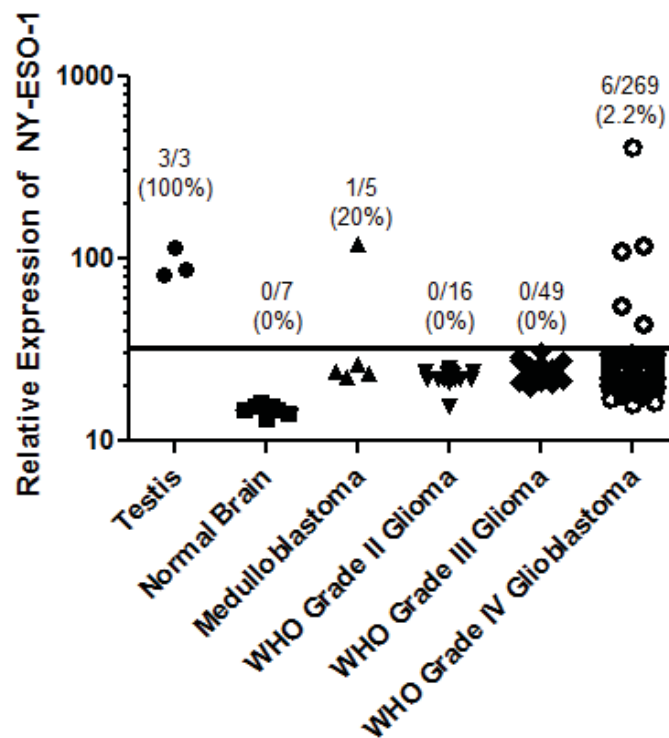 Relative Expression of NY-ESO-1
1000
100
10
3/3
(100%)
0/7
(0%)
1/5
(20%)
0/16
(0%)
0/49
(0%)
6/269
(2.2%)
Testis
Normal Brain
Medulloblastoma
WHO Grade II Glioma
WHO Grade III Glioma
WHO Grade IV Glioblastoma